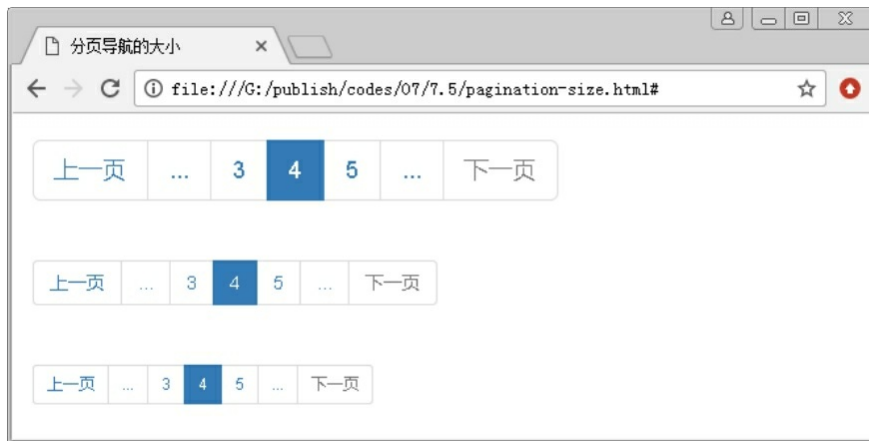 分页导航的大小
file:///G:/publish/codes/07/7.5/pagination-size.html#
上一页 ... 3 4 5 ... 下一页
上一页 ... 3 4 5 ... 下一页
上一页 ... 3 4 5 ... 下一页